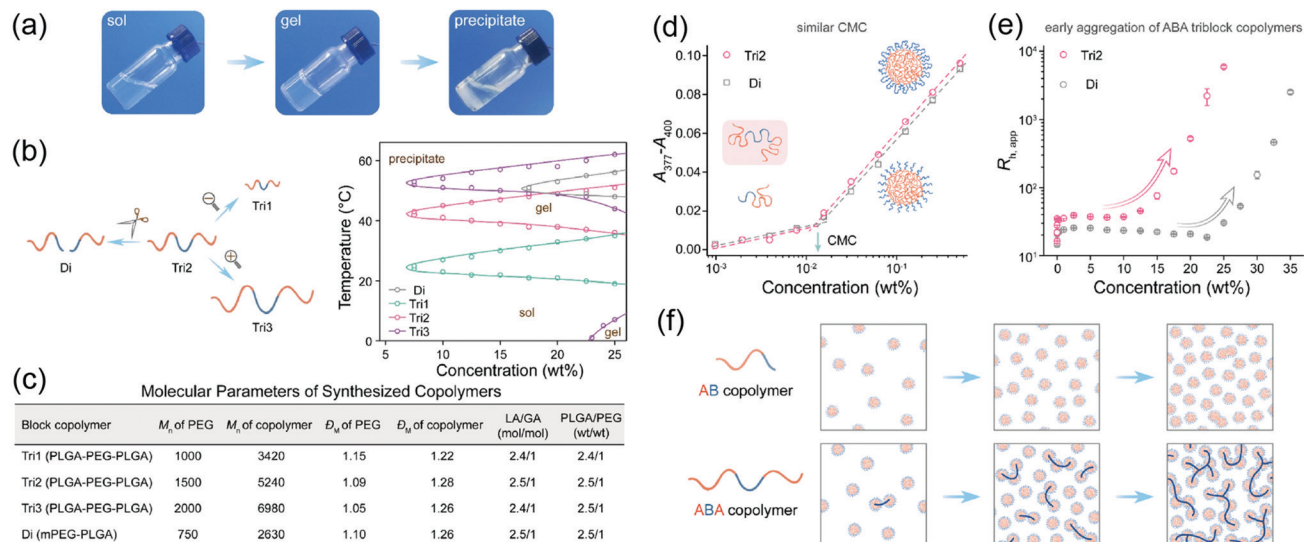 (a)
sol
gel
precipitate
(b)
Di
Tri2
Tri1
Tri3
precipitate
gel
sol
gel
Di
Tri1
Tri2
Tri3
Temperature (°C)
60
40
20
0
5
10
15
20
25
Concentration (wt%)
(c)
Molecular Parameters of Synthesized Copolymers
Block copolymer Mn of PEG Mn of copolymer ĐM of PEG ĐM of copolymer LA/GA (mol/mol) PLGA/PEG (wt/wt)
Tri1 (PLGA-PEG-PLGA) 1000 3420 1.15 1.22 2.4/1 2.4/1
Tri2 (PLGA-PEG-PLGA) 1500 5240 1.09 1.28 2.5/1 2.5/1
Tri3 (PLGA-PEG-PLGA) 2000 6980 1.05 1.26 2.4/1 2.5/1
Di (mPEG-PLGA) 750 2630 1.10 1.26 2.5/1 2.5/1
(d)
similar CMC
Tri2
Di
A377-A400
0.10
0.08
0.06
0.04
0.02
0.00
CMC
10-3
10-2
10-1
Concentration (wt%)
(e)
early aggregation of ABA triblock copolymers
Tri2
Di
Rh, app
104
103
102
101
0
5
10
15
20
25
30
35
Concentration (wt%)
(f)
AB copolymer
ABA copolymer